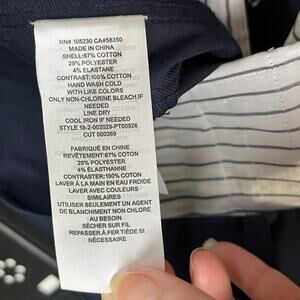 RN# 105230 CA#58350
MADE IN CHINA
SHELL:67% COTTON
29% POLYESTER
4% ELASTANE
CONTRAST:100% COTTON
HAND WASH COLD
WITH LIKE COLORS
ONLY NON-CHLORINE BLEACH IF
NEEDED
LINE DRY
COOL IRON IF NEEDED
STYLE 18-2-002029-PT00926
CUT 000369
FABRIQUÉ EN CHINE
REVÊTEMENT:67% COTON
29% POLYESTER
4% ÉLASTHANNE
CONTRASTER:100% COTON
LAVER À LA MAIN EN EAU FROIDE
AVEC COULEURS
SIMILAIRES
UTILISER SEULEMENT UN AGENT
DE BLANCHIMENT NON CHLORÉ
AU BESOIN
SÉCHER SUR FIL
REPASSER À FER TIÈDE SI
NÉCESSAIRE